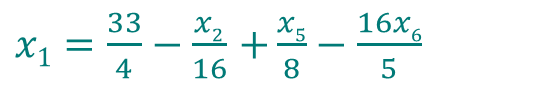 x₁ = 33/4 − x₂/16 + x₅/8 − 16x₆/5